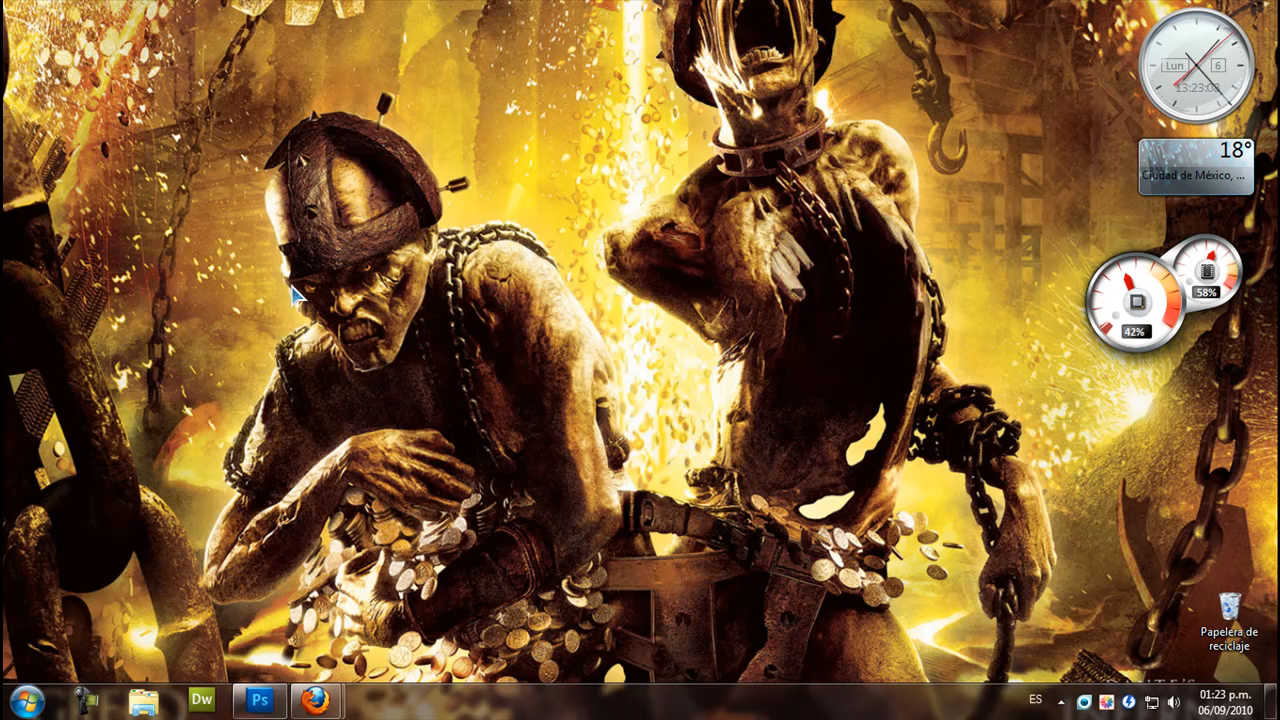 Lun 6
13:23:08
18°
Ciudad de México, ...
58%
42%
Papelera de
reciclaje
Dw
Ps
ES
01:23 p.m.
06/09/2010